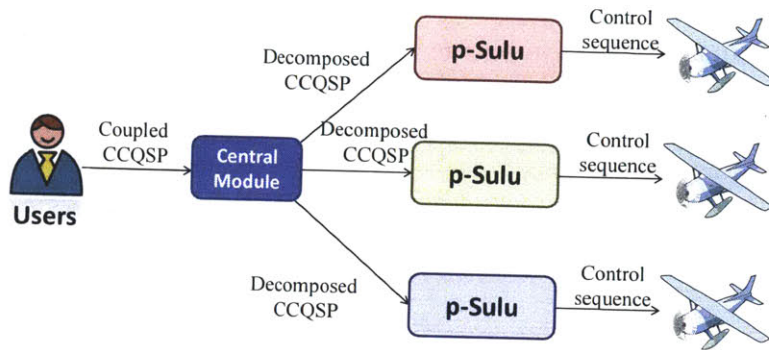 Users
Coupled
CCQSP
Central
Module
Decomposed
CCQSP
p-Sulu
Control
sequence
Decomposed
CCQSP
p-Sulu
Control
sequence
Decomposed
CCQSP
p-Sulu
Control
sequence